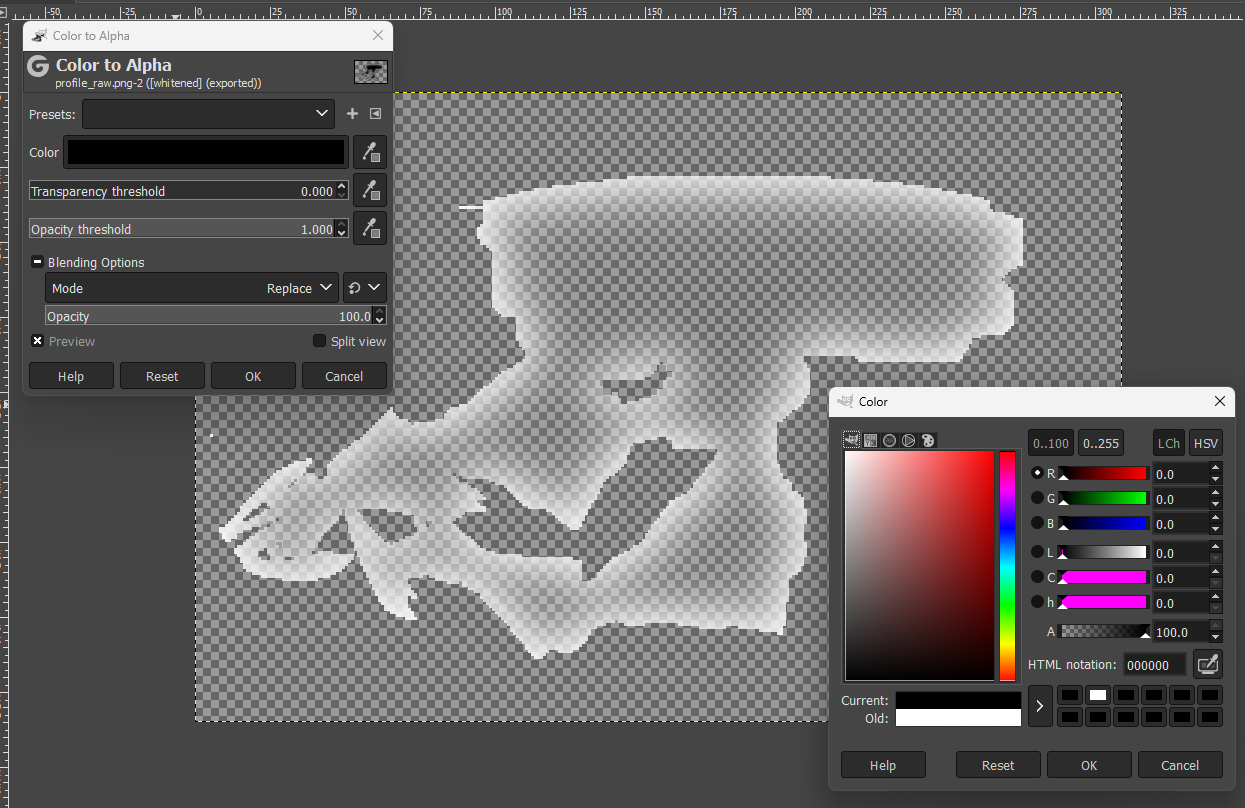 -50 -25 0 25 50 75 100 125 150 175 200 225 250 275 300 325
Color to Alpha
G Color to Alpha
profile_raw.png-2 ([whitened] (exported))
Presets:
Color
Transparency threshold 0.000
Opacity threshold 1.000
Blending Options
Mode Replace
Opacity 100.0
Preview Split view
Help Reset OK Cancel
Color
0..100 0..255 LCh HSV
R 0.0
G 0.0
B 0.0
L 0.0
C 0.0
h 0.0
A 100.0
HTML notation: 000000
Current:
Old:
Help Reset OK Cancel